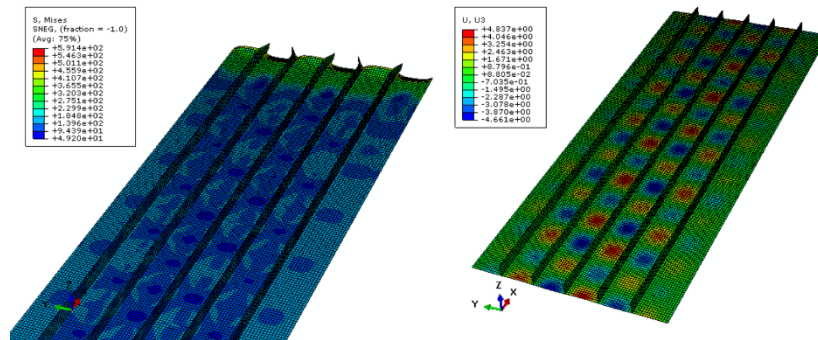 S, Mises
SNEG, (fraction = -1.0)
(Avg: 75%)
+5.914e+02
+5.463e+02
+5.011e+02
+4.559e+02
+4.107e+02
+3.655e+02
+3.203e+02
+2.751e+02
+2.299e+02
+1.848e+02
+1.396e+02
+9.439e+01
+4.920e+01
Y
U, U3
+4.837e+00
+4.046e+00
+3.254e+00
+2.463e+00
+1.671e+00
+8.796e-01
+8.805e-02
-7.035e-01
-1.495e+00
-2.287e+00
-3.078e+00
-3.870e+00
-4.661e+00
Z
X
Y